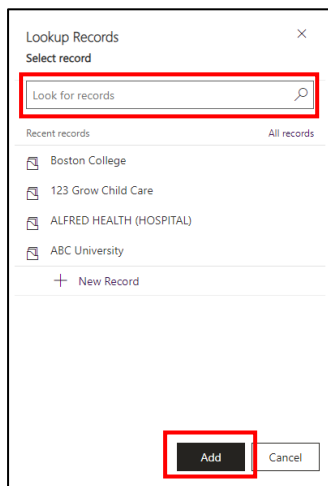 Lookup Records
Select record
Look for records
Recent records All records
Boston College
123 Grow Child Care
ALFRED HEALTH (HOSPITAL)
ABC University
New Record
Add Cancel